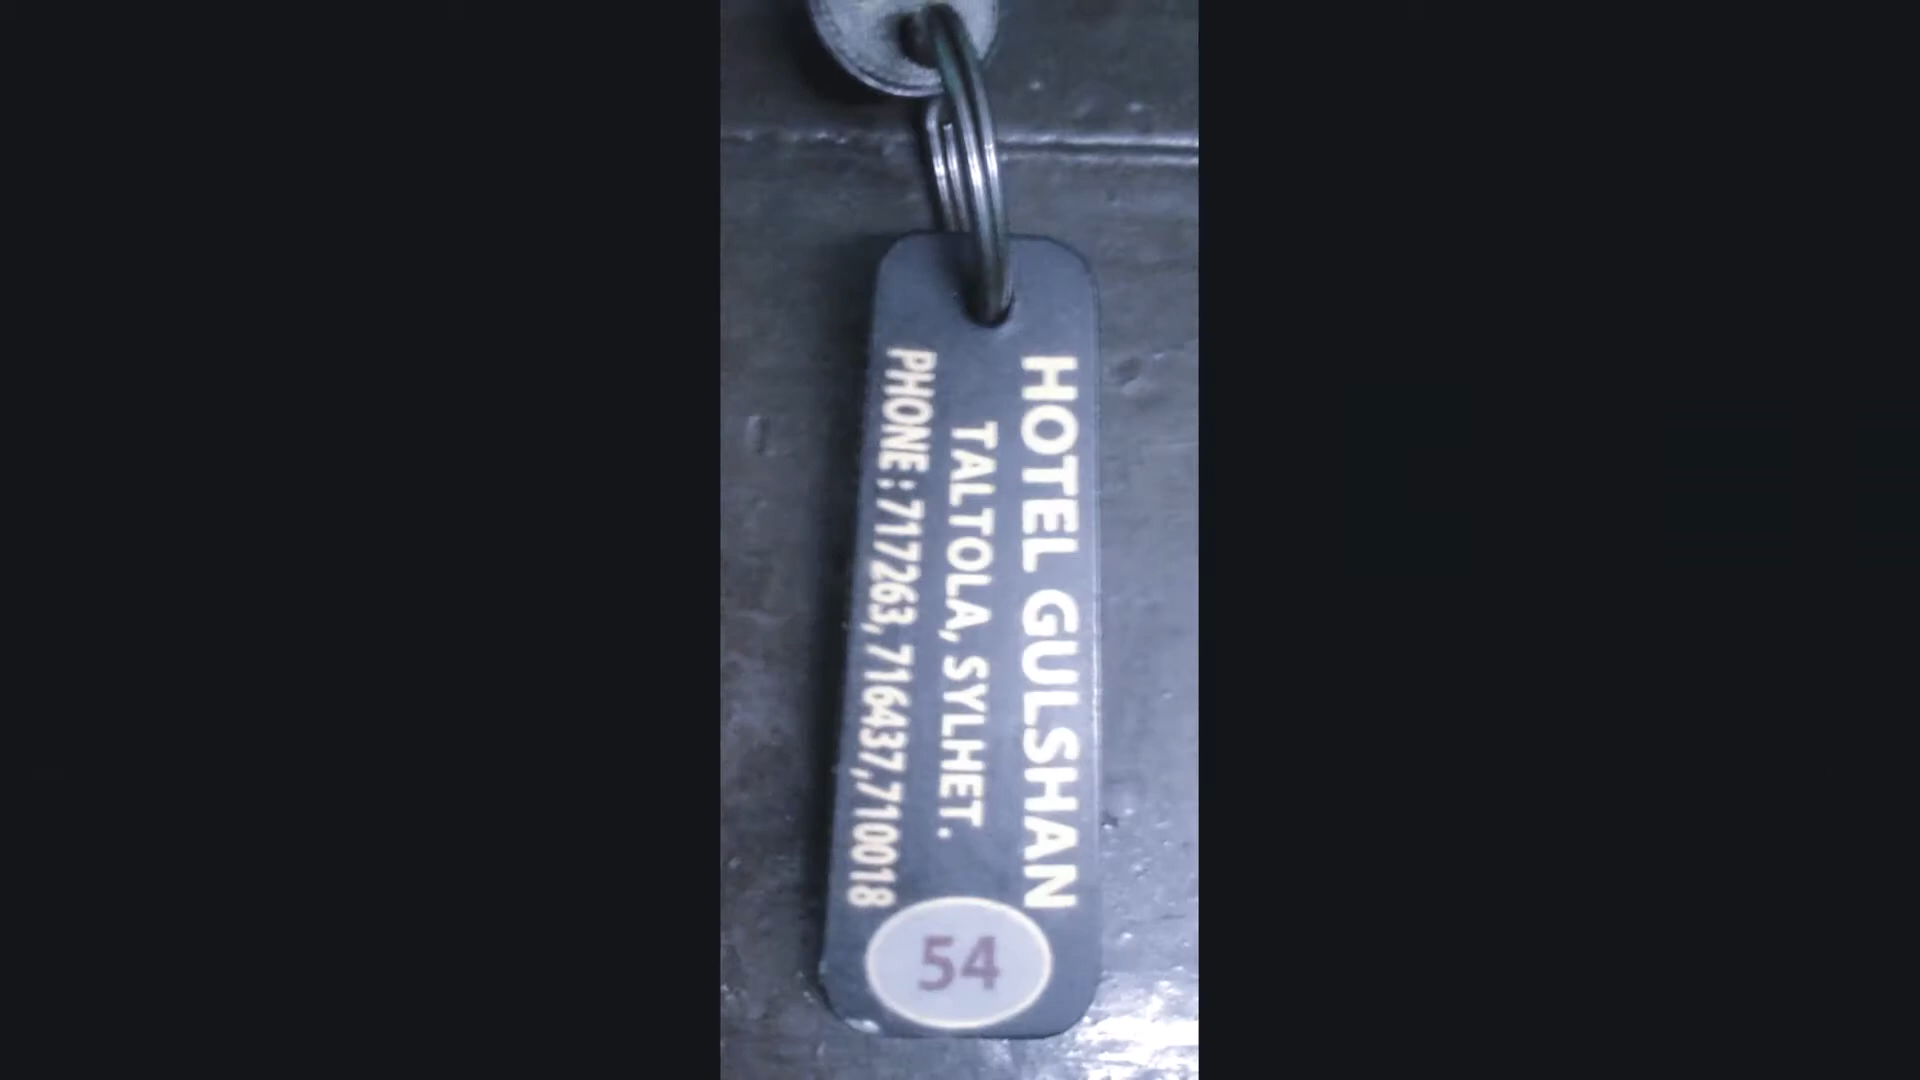 HOTEL GULSHAN
TALTOLA, SYLHET.
PHONE : 717263, 716437,710018
54